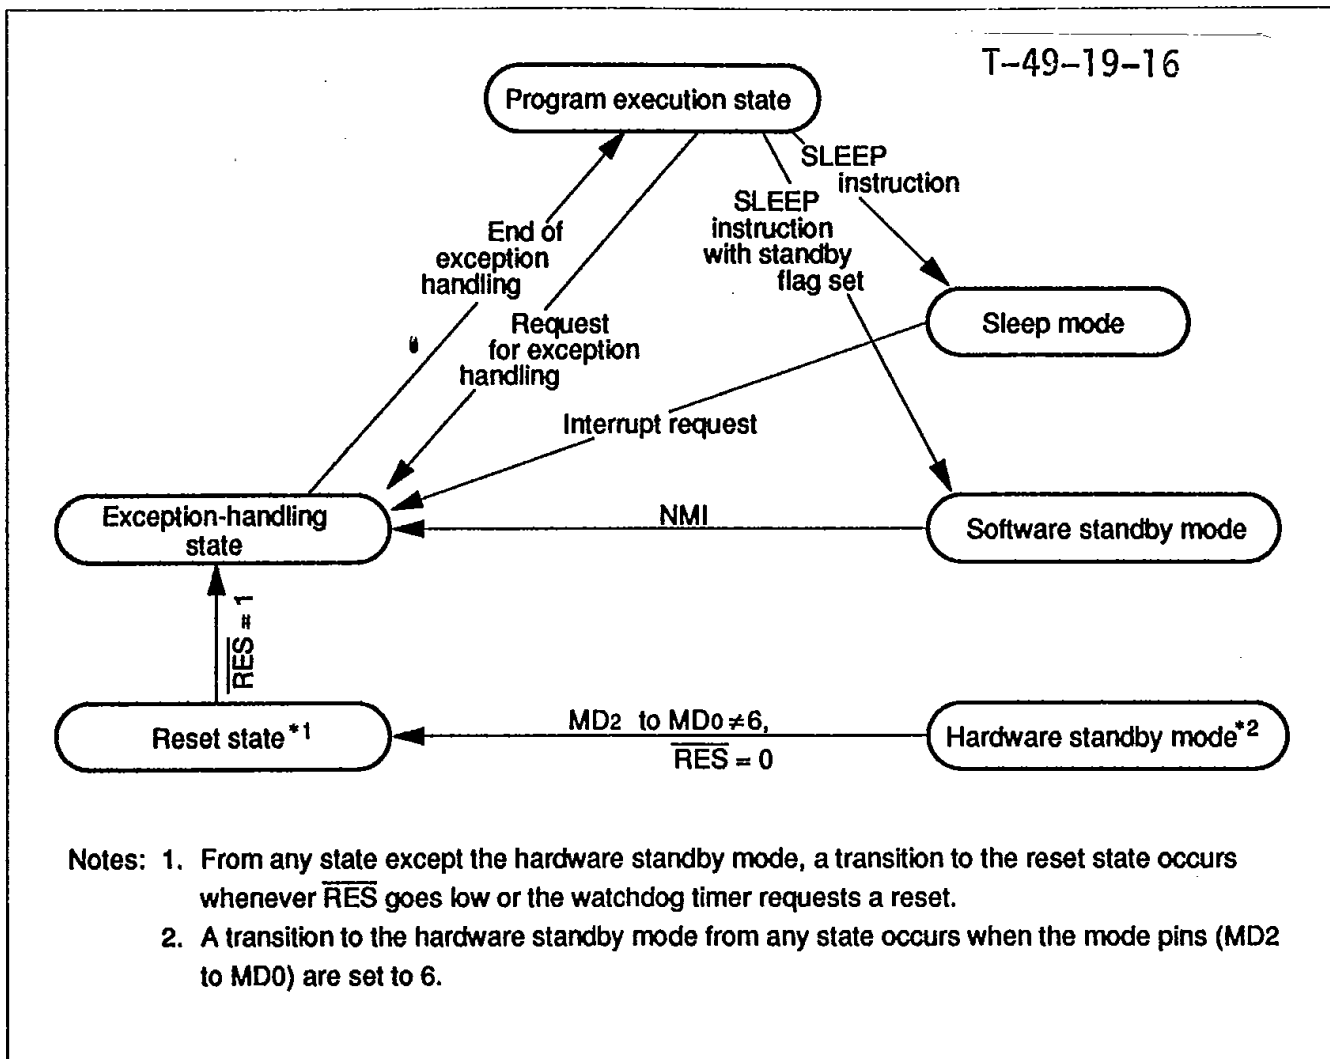 T-49-19-16
Program execution state
SLEEP
instruction
SLEEP
instruction
with standby
flag set
End of
exception
handling
Request
for exception
handling
Sleep mode
Interrupt request
Exception-handling
state
NMI
Software standby mode
R̅E̅S̅ = 1
Reset state*1
MD2 to MD0≠6,
R̅E̅S̅ = 0
Hardware standby mode*2
Notes: 1. From any state except the hardware standby mode, a transition to the reset state occurs
whenever R̅E̅S̅ goes low or the watchdog timer requests a reset.
2. A transition to the hardware standby mode from any state occurs when the mode pins (MD2
to MD0) are set to 6.